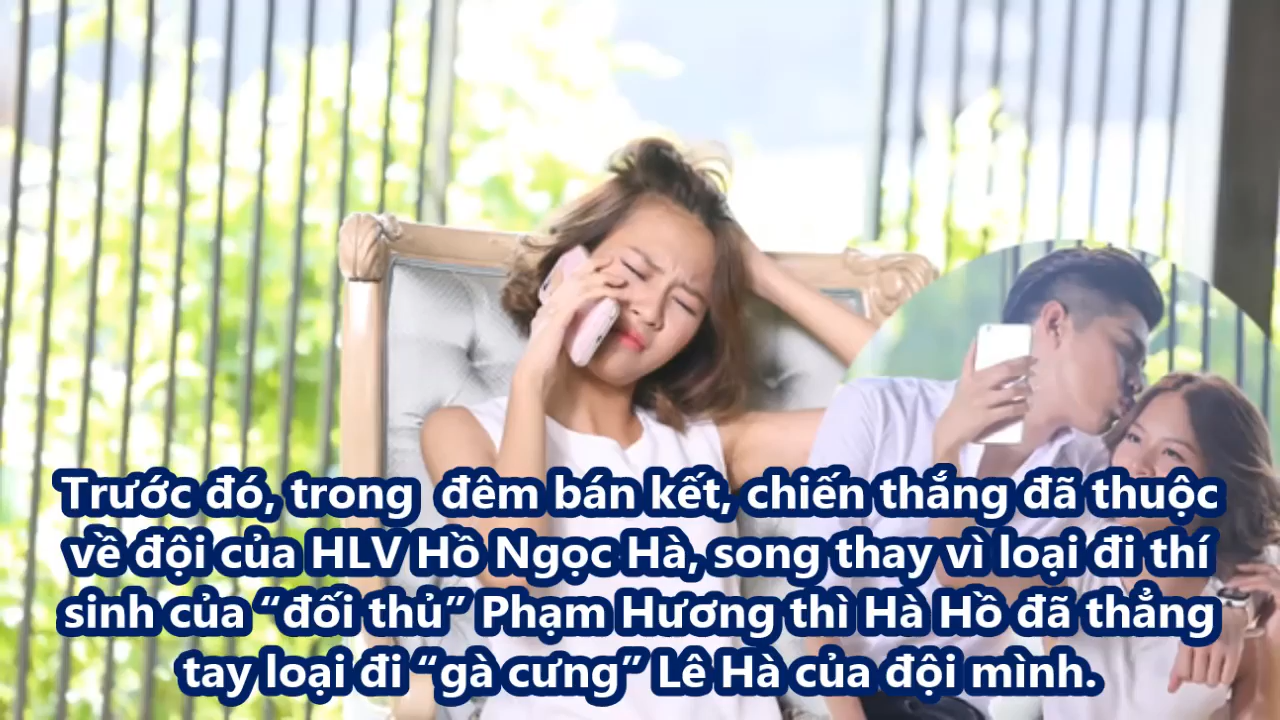 Trước đó, trong  đêm bán kết, chiến thắng đã thuộc
về đội của HLV Hồ Ngọc Hà, song thay vì loại đi thí
sinh của “đối thủ” Phạm Hương thì Hà Hồ đã thẳng
tay loại đi “gà cưng” Lê Hà của đội mình.